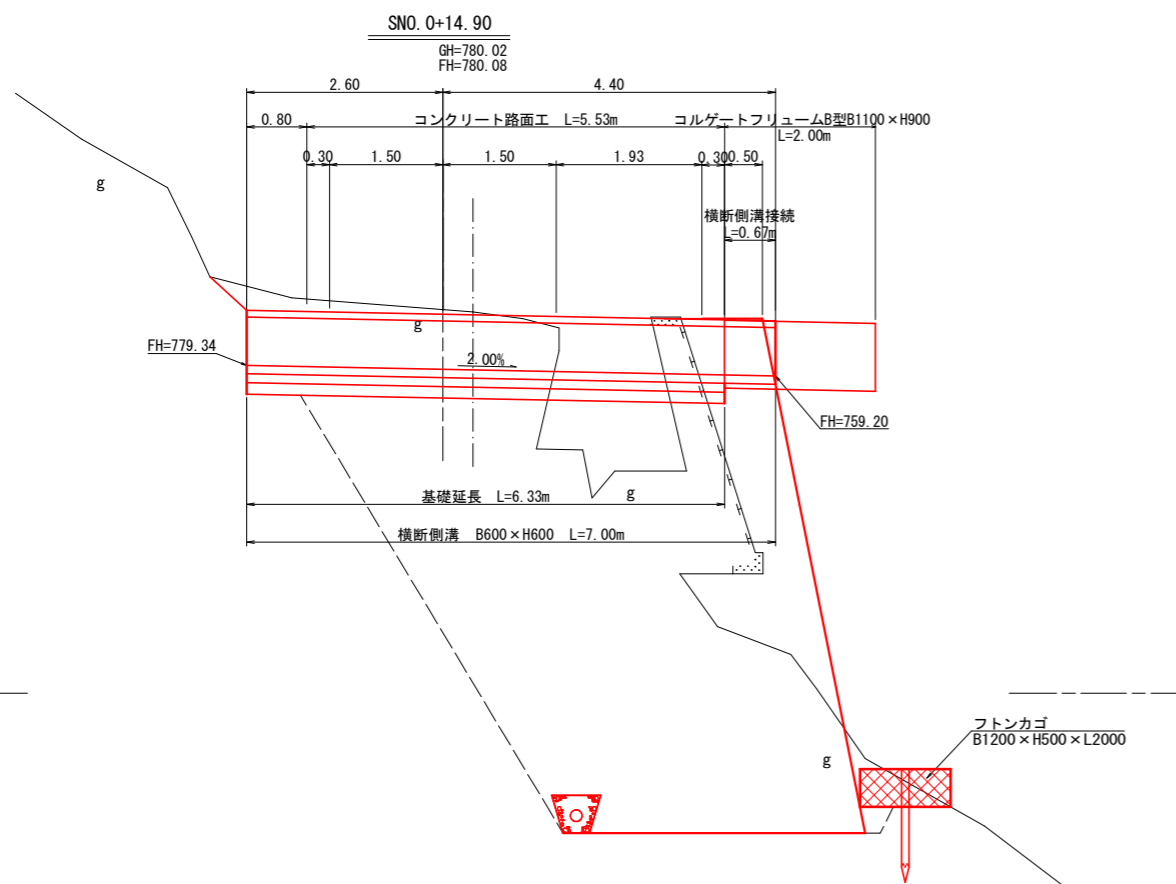 SNO. 0+14.90
GH=780.02
FH=780.08
2.60
4.40
0.80
コンクリート路面工 L=5.53m
コルゲートフリュームB型B1100×H900
L=2.00m
0.30
1.50
1.50
1.93
0.30
0.50
横断側溝接続
L=0.67m
g
g
FH=779.34
2.00%
FH=759.20
基礎延長 L=6.33m
g
横断側溝 B600×H600 L=7.00m
フトンカゴ
B1200×H500×L2000
g